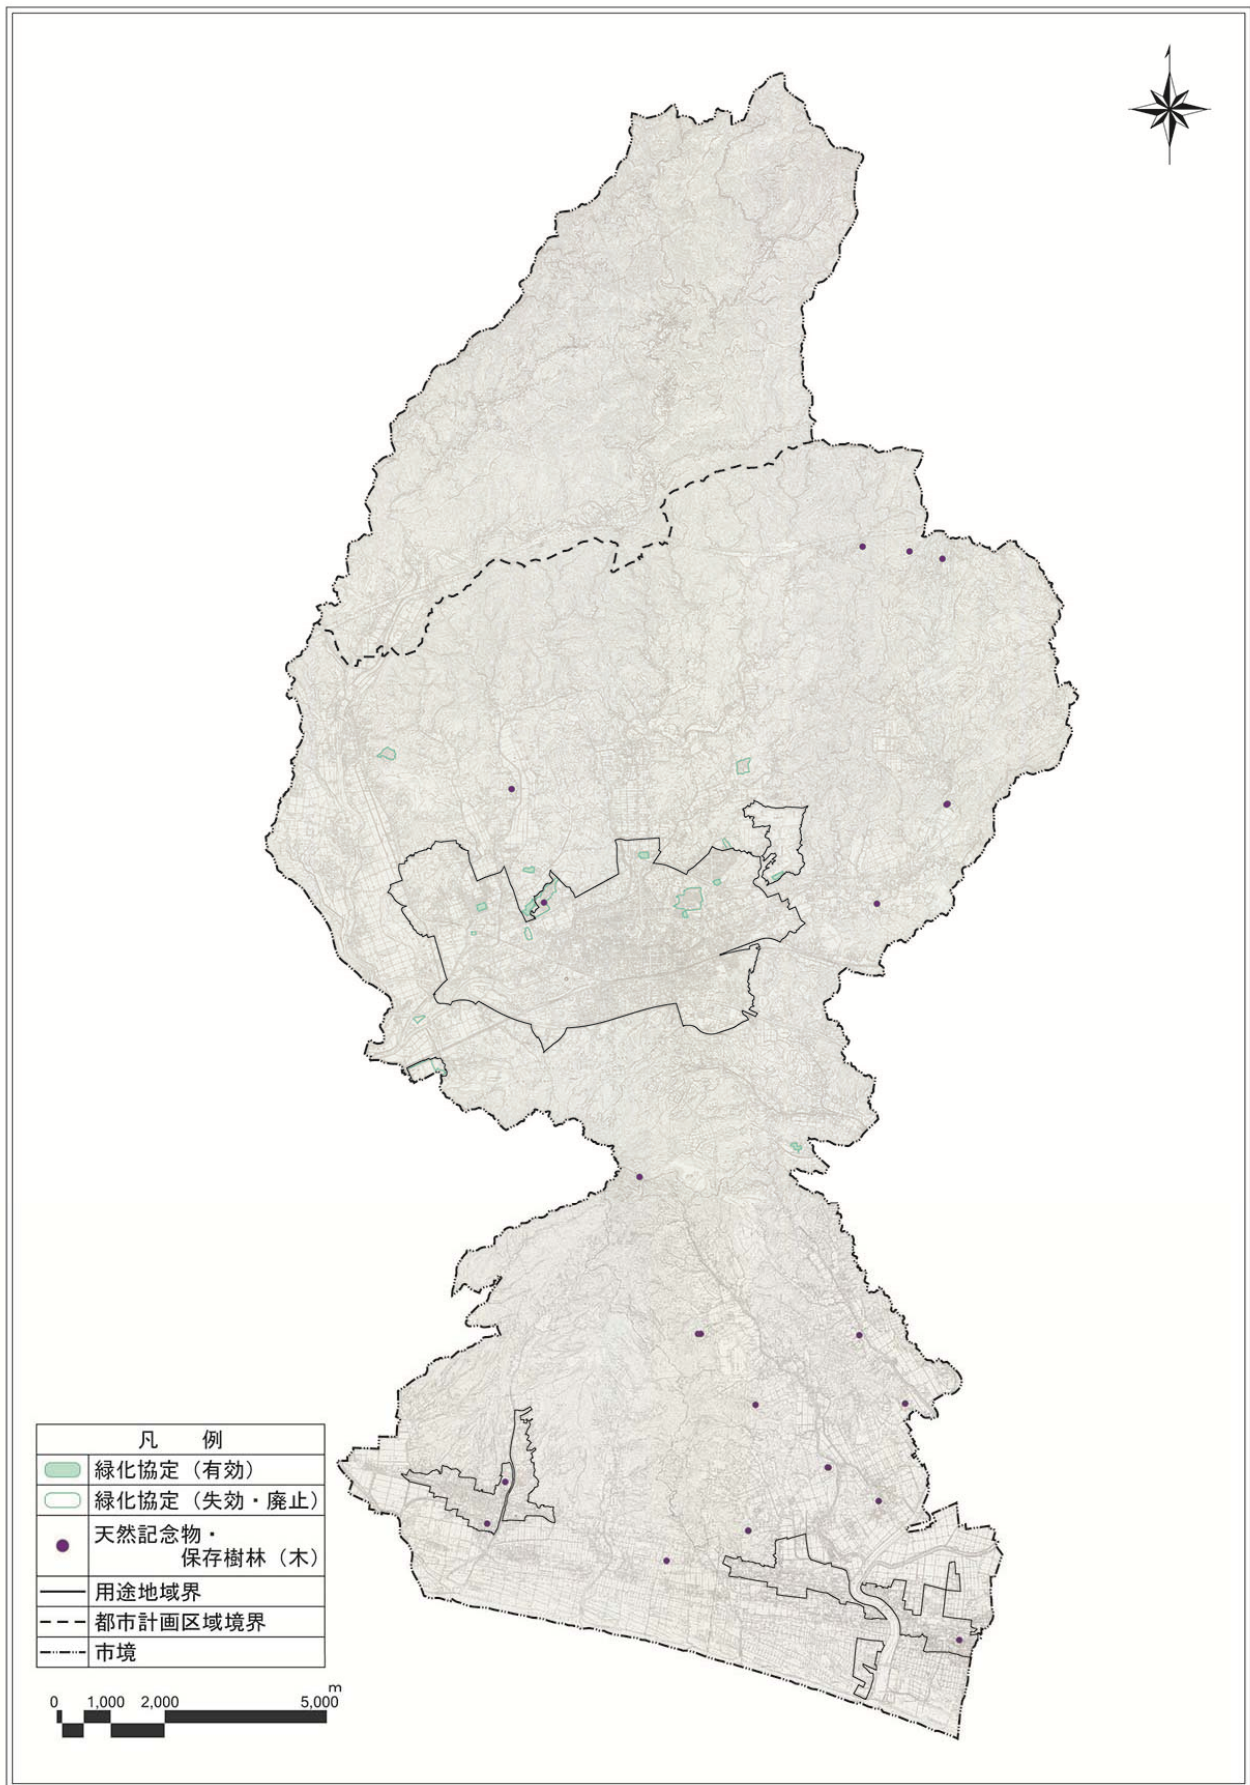 凡 例
緑化協定（有効）
緑化協定（失効・廃止）
天然記念物・
保存樹林（木）
用途地域界
都市計画区域境界
市境
m
0 1,000 2,000 5,000